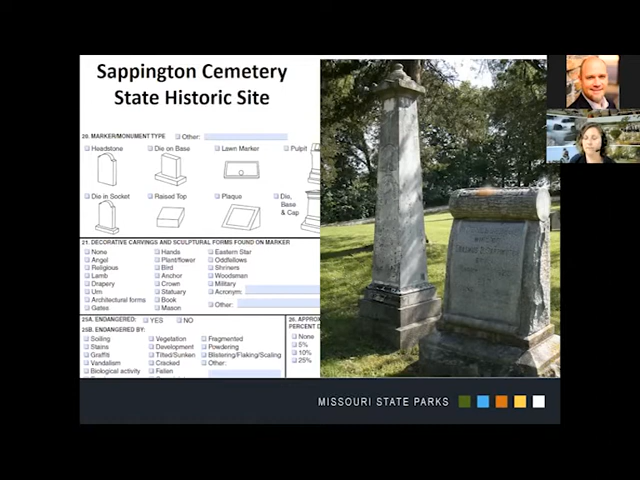 Sappington Cemetery
State Historic Site
20. MARKER/MONUMENT TYPE Other:
Headstone Die on Base Lawn Marker Pulpit
Die in Socket Raised Top Plaque Die,
Base
& Cap
21. DECORATIVE CARVINGS AND SCULPTURAL FORMS FOUND ON MARKER
None Hands Eastern Star
Angel Plant/flower Oddfellows
Religious Bird Shriners
Lamb Anchor Woodsman
Drapery Crown Military
Urn Statuary Acronym:
Architectural forms Book
Other:
Gates Mason
25A. ENDANGERED: YES NO
25B. ENDANGERED BY:
Soiling Vegetation Fragmented
Stains Development Powdering
Graffiti Tilted/Sunken Blistering/Flaking/Scaling
Vandalism Cracked Other:
Biological activity Fallen
26. APPROX
PERCENT D
None
5%
10%
25%
MISSOURI STATE PARKS